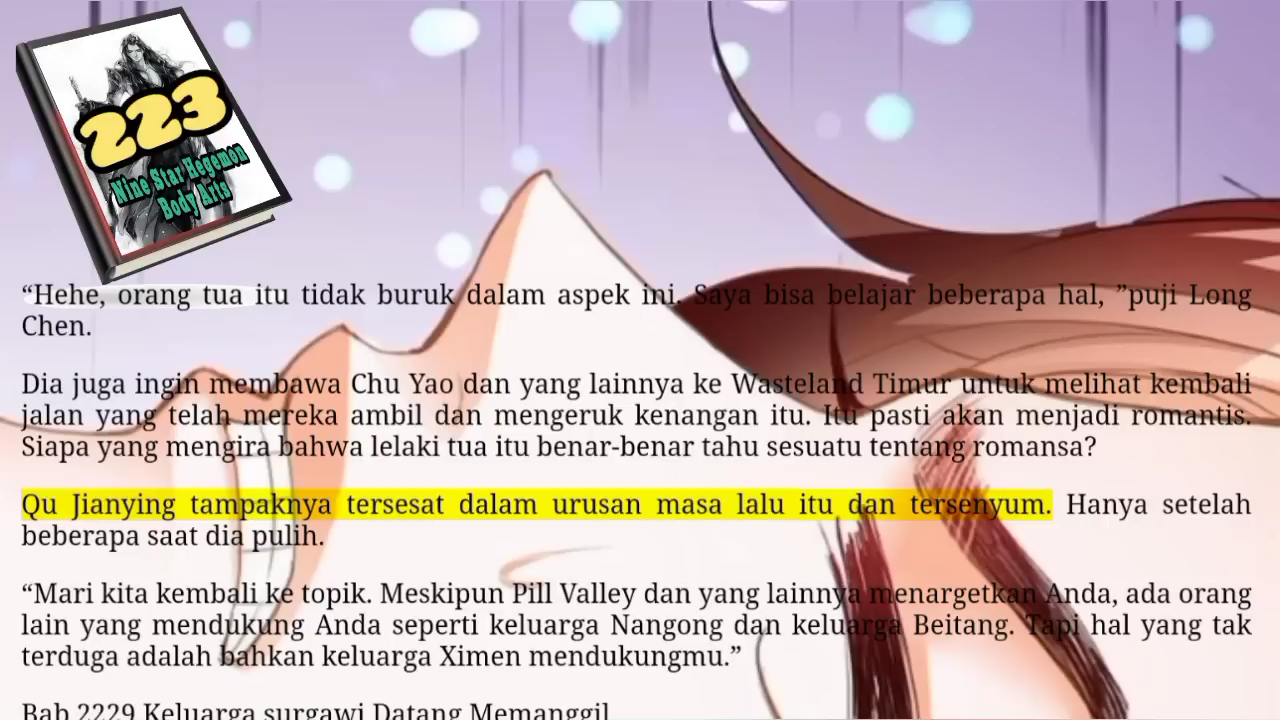 223
Nine Star Hegemon
Body Arts
“Hehe, orang tua itu tidak buruk dalam aspek ini. Saya bisa belajar beberapa hal, ”puji Long
Chen.
Dia juga ingin membawa Chu Yao dan yang lainnya ke Wasteland Timur untuk melihat kembali
jalan yang telah mereka ambil dan mengeruk kenangan itu. Itu pasti akan menjadi romantis.
Siapa yang mengira bahwa lelaki tua itu benar-benar tahu sesuatu tentang romansa?
Qu Jianying tampaknya tersesat dalam urusan masa lalu itu dan tersenyum. Hanya setelah
beberapa saat dia pulih.
“Mari kita kembali ke topik. Meskipun Pill Valley dan yang lainnya menargetkan Anda, ada orang
lain yang mendukung Anda seperti keluarga Nangong dan keluarga Beitang. Tapi hal yang tak
terduga adalah bahkan keluarga Ximen mendukungmu.”
Bab 2229 Keluarga surgawi Datang Memanggil